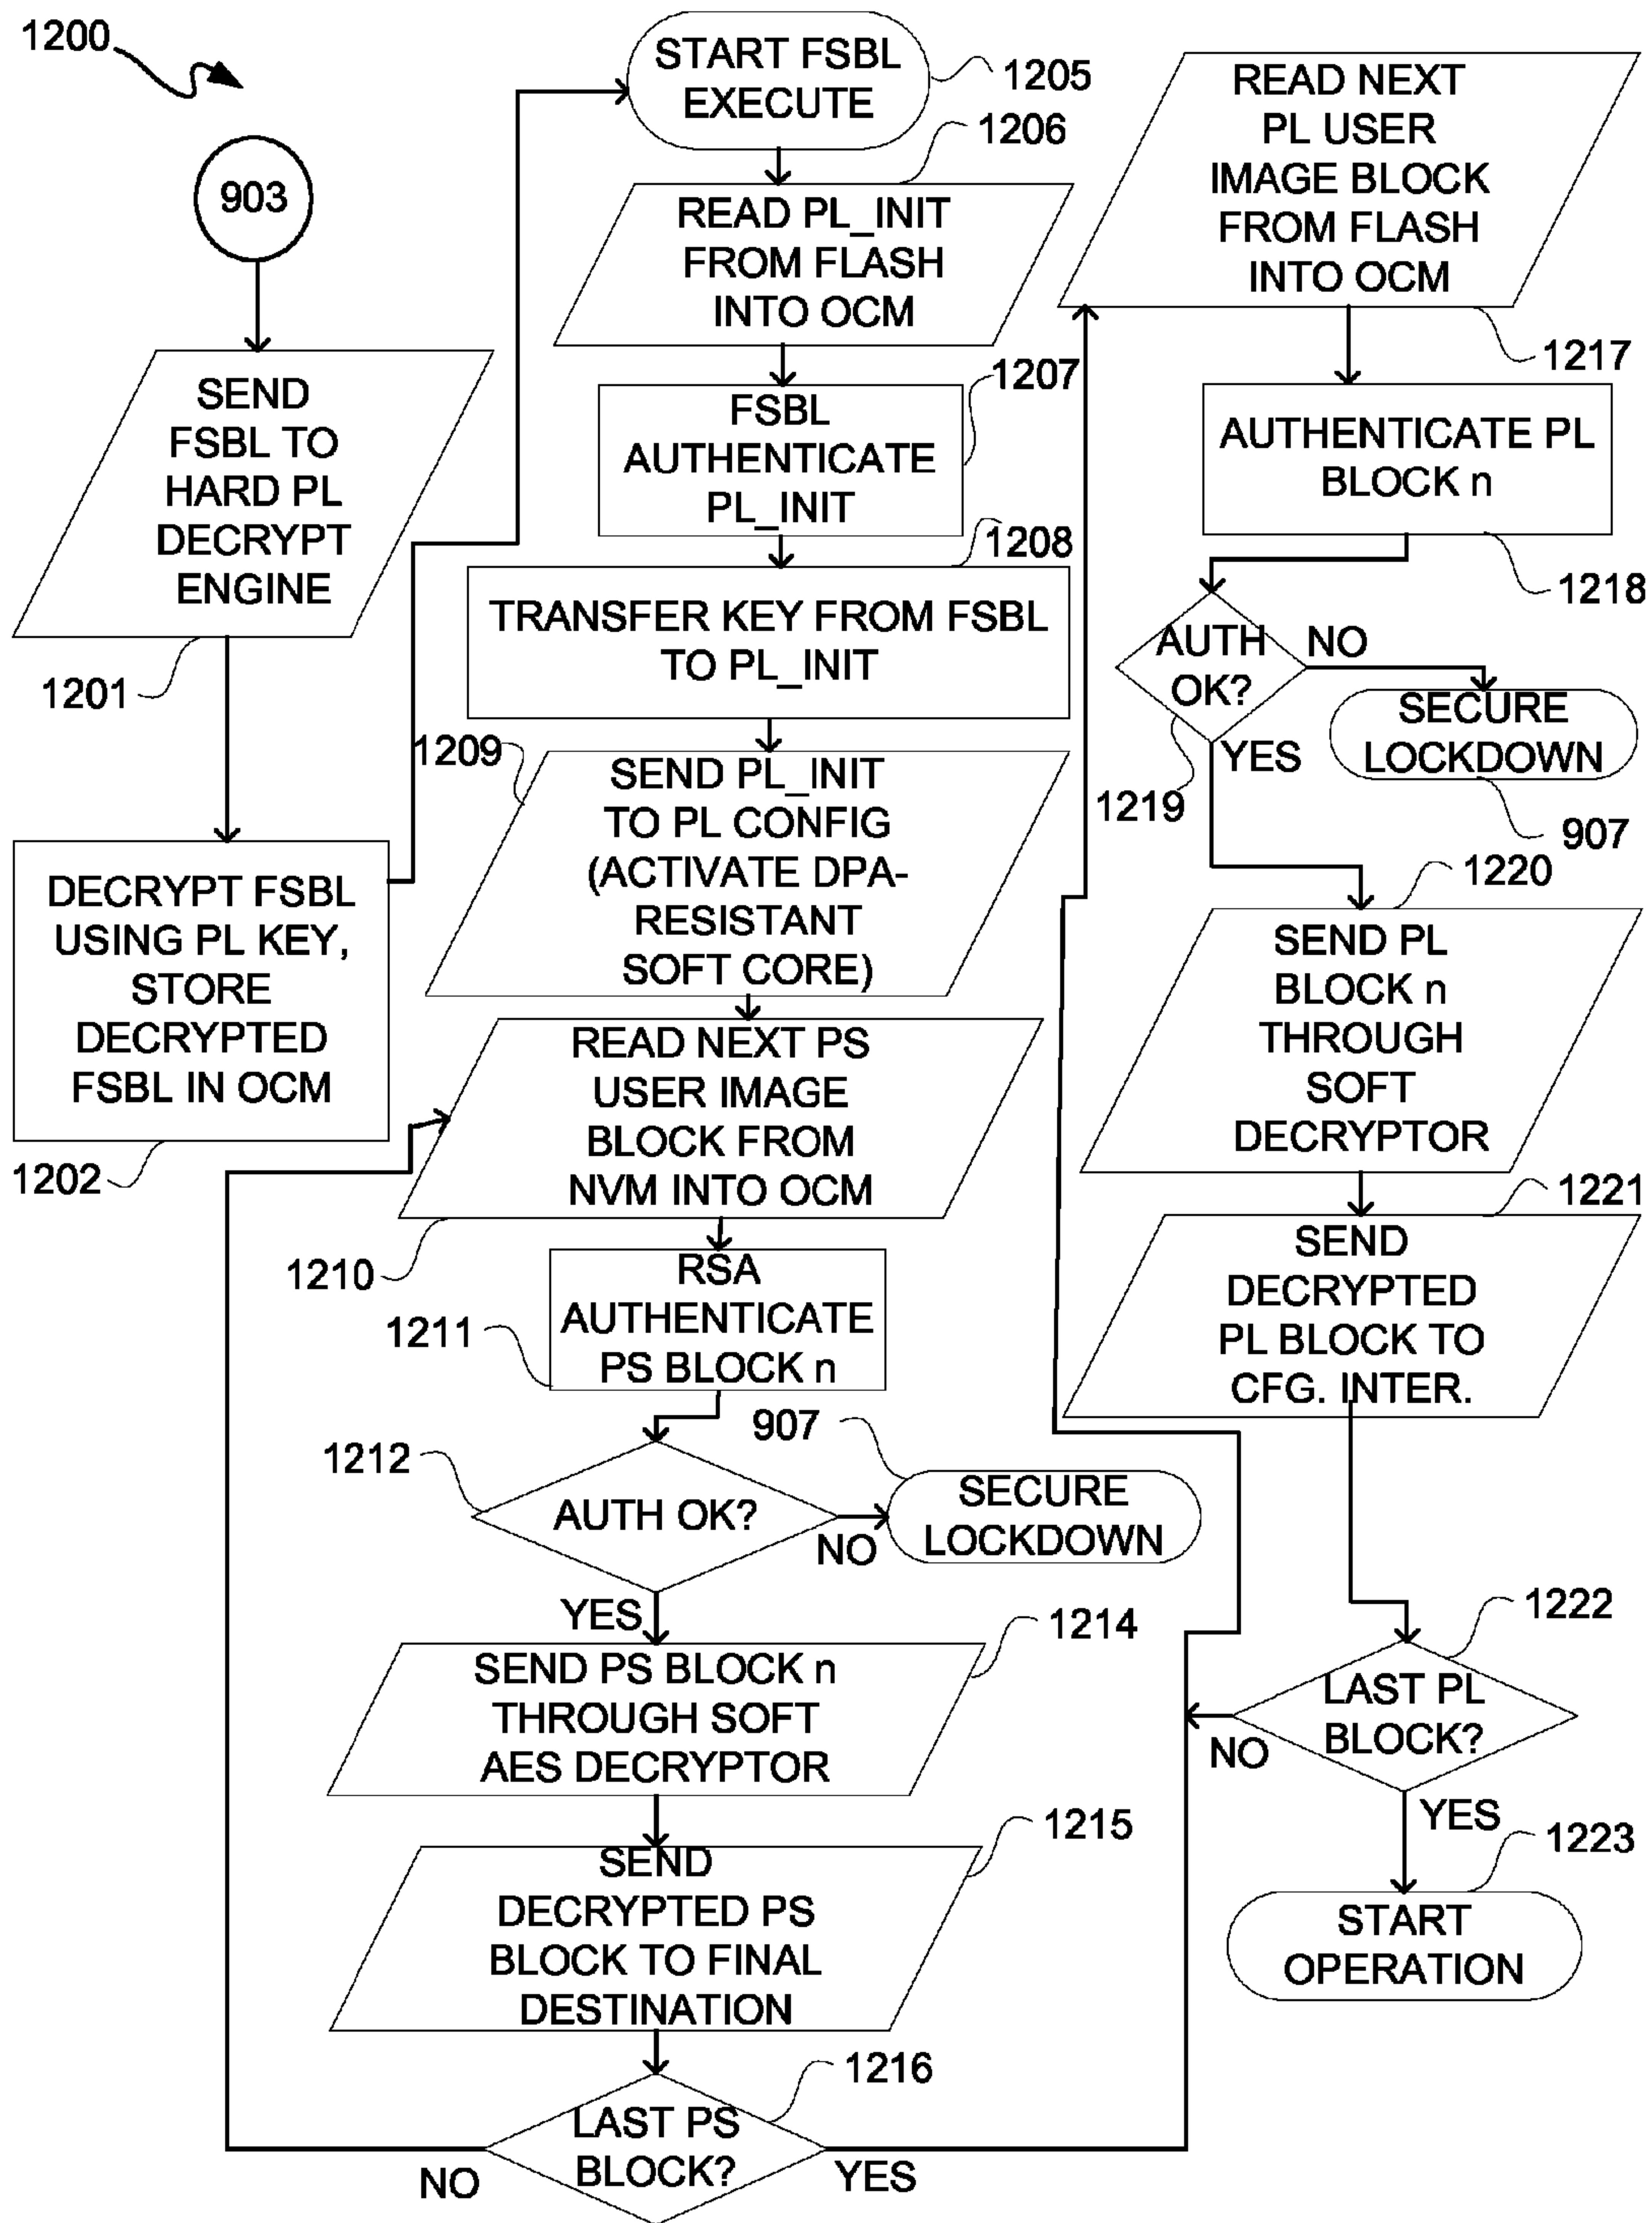 1200
903
SEND
FSBL TO
HARD PL
DECRYPT
ENGINE
1201
DECRYPT FSBL
USING PL KEY,
STORE
DECRYPTED
FSBL IN OCM
1202
START FSBL
EXECUTE
1205
1206
READ PL_INIT
FROM FLASH
INTO OCM
1207
FSBL
AUTHENTICATE
PL_INIT
1208
TRANSFER KEY FROM FSBL
TO PL_INIT
1209
SEND PL_INIT
TO PL CONFIG
(ACTIVATE DPA-
RESISTANT
SOFT CORE)
READ NEXT PS
USER IMAGE
BLOCK FROM
NVM INTO OCM
1210
RSA
AUTHENTICATE
PS BLOCK n
1211
1212
AUTH OK?
NO
907
SECURE
LOCKDOWN
YES
1214
SEND PS BLOCK n
THROUGH SOFT
AES DECRYPTOR
1215
SEND
DECRYPTED PS
BLOCK TO FINAL
DESTINATION
1216
LAST PS
BLOCK?
NO
YES
READ NEXT
PL USER
IMAGE BLOCK
FROM FLASH
INTO OCM
1217
AUTHENTICATE PL
BLOCK n
1218
AUTH
OK?
NO
SECURE
LOCKDOWN
907
YES
1219
1220
SEND PL
BLOCK n
THROUGH
SOFT
DECRYPTOR
1221
SEND
DECRYPTED
PL BLOCK TO
CFG. INTER.
1222
LAST PL
BLOCK?
NO
YES
1223
START
OPERATION